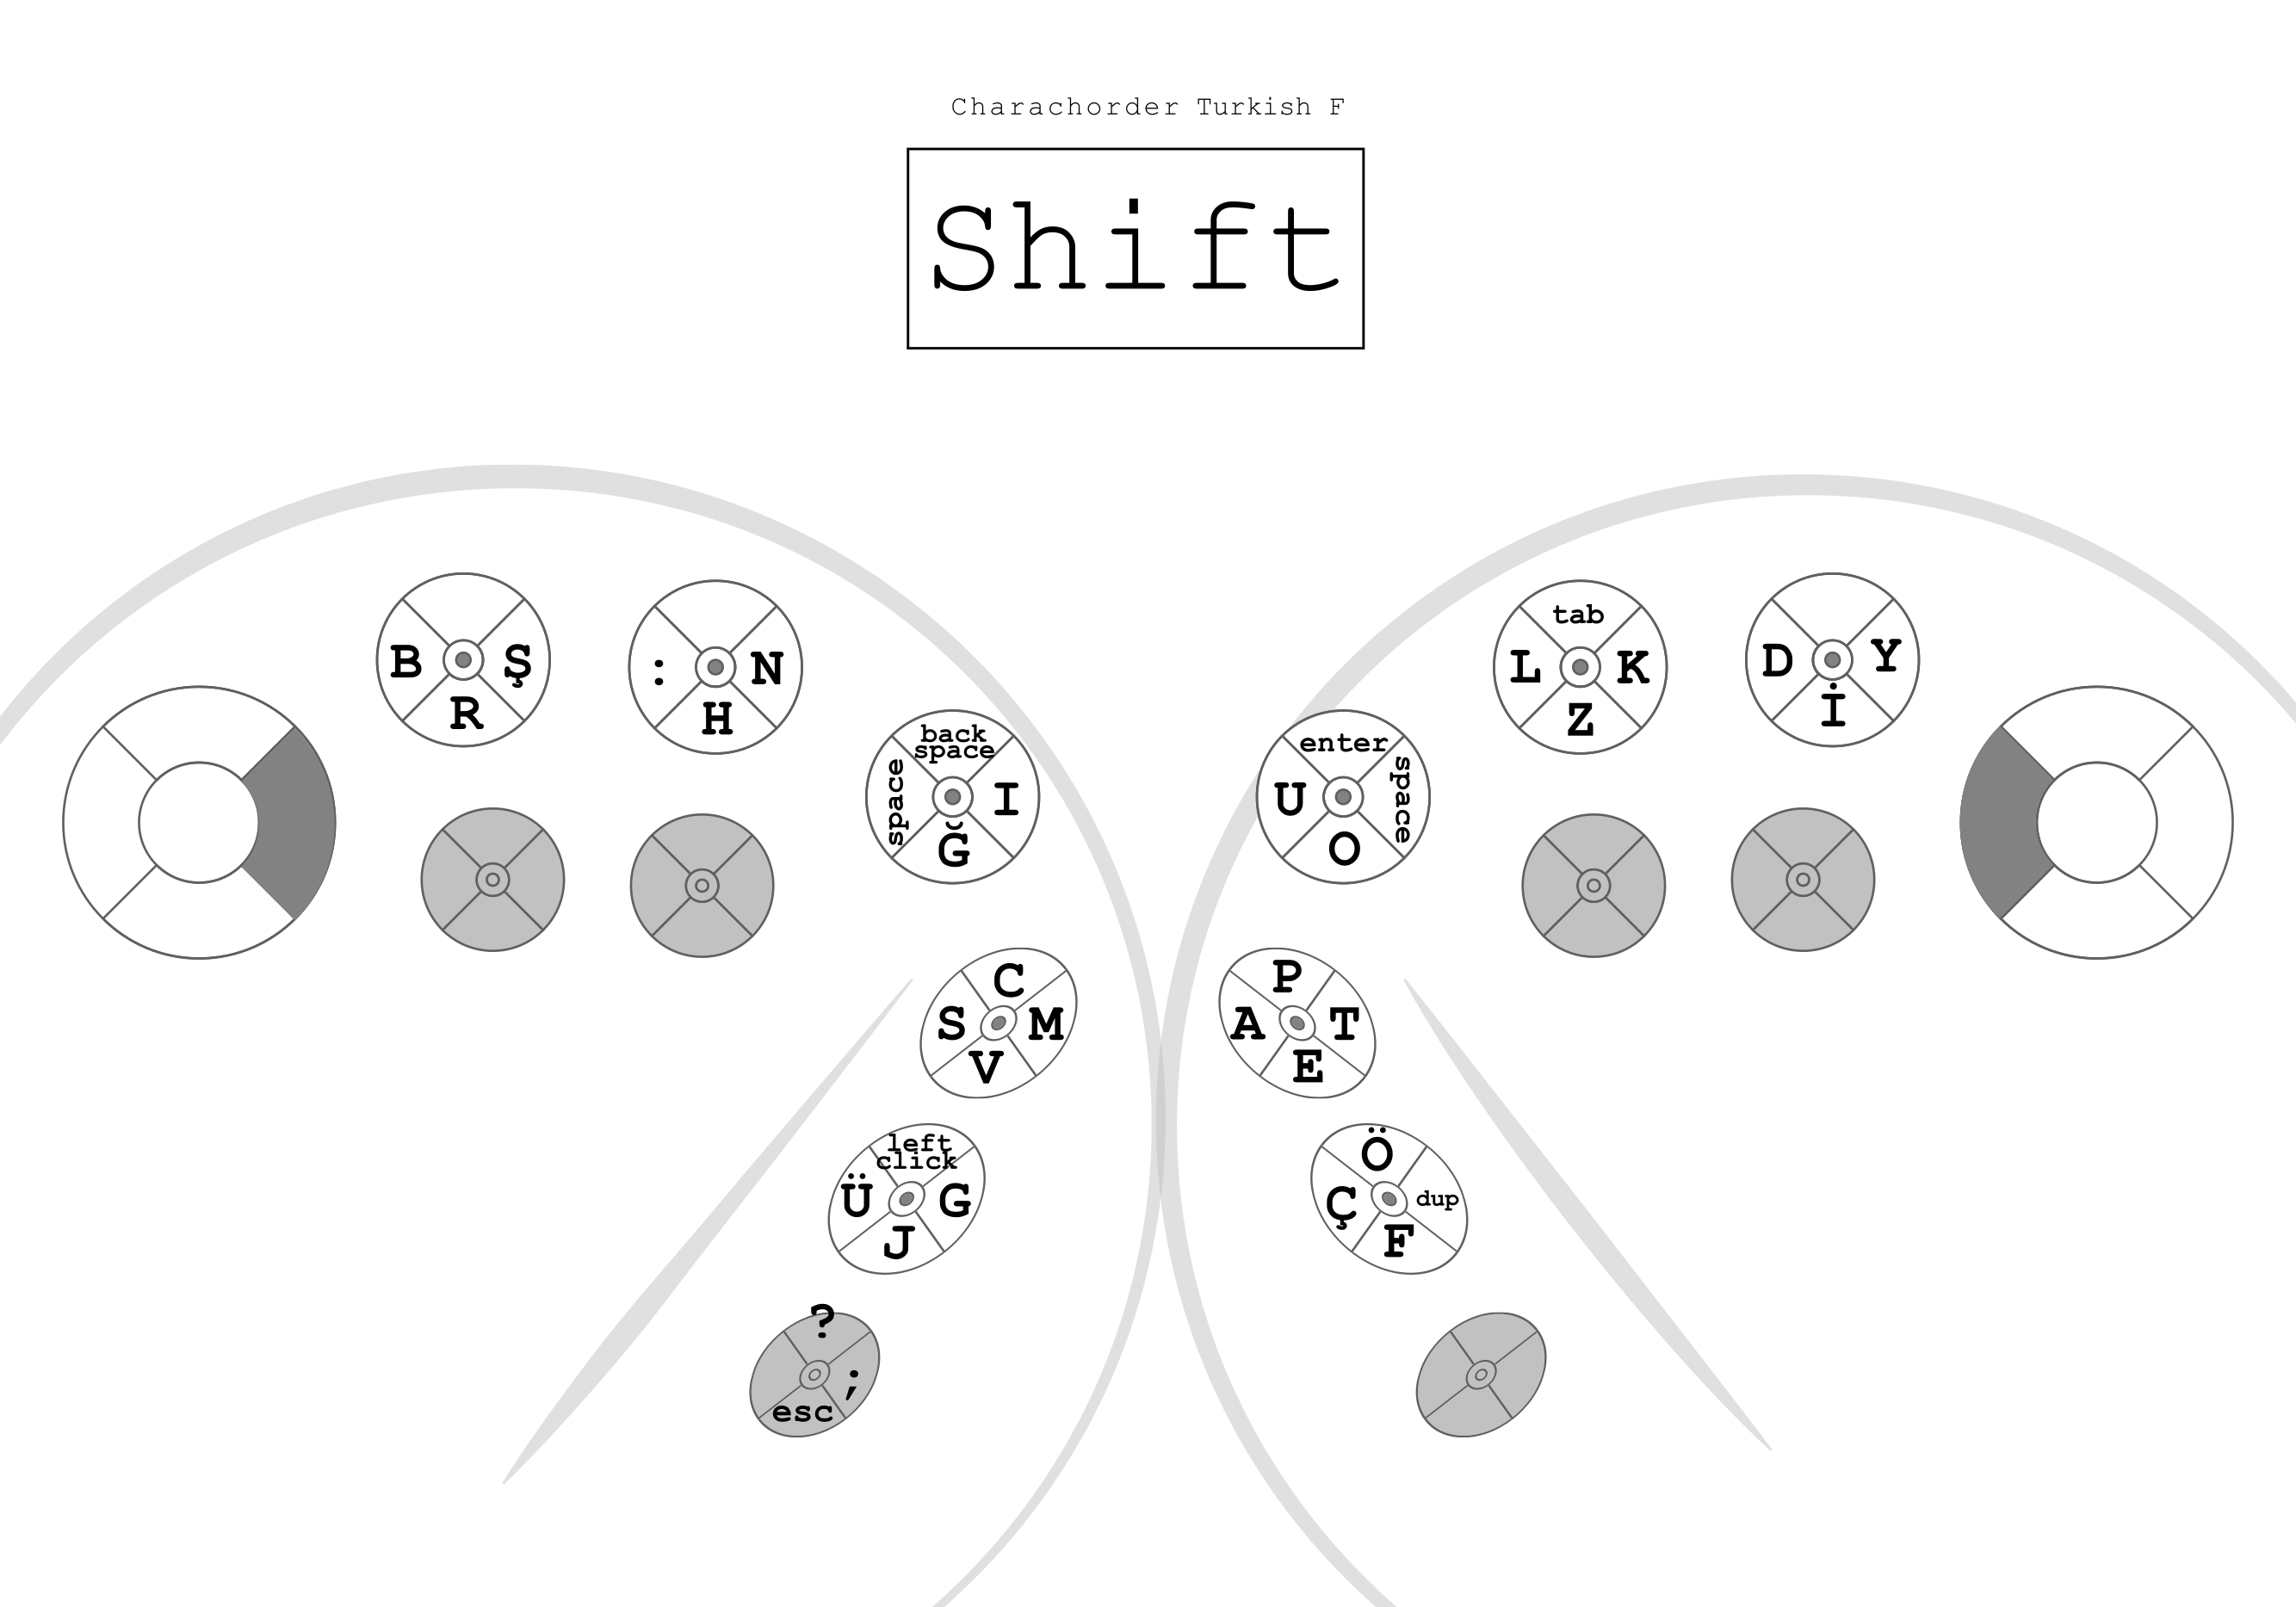 Charachorder Turkish F
Shift
B Ş R
: N H
back
space
space I Ğ
enter
U space O
tab
L K Z
D Y İ
C
S M
V
P
A T
E
left
click
Ü G
J
Ö
Ç dup
F
?
;
esc